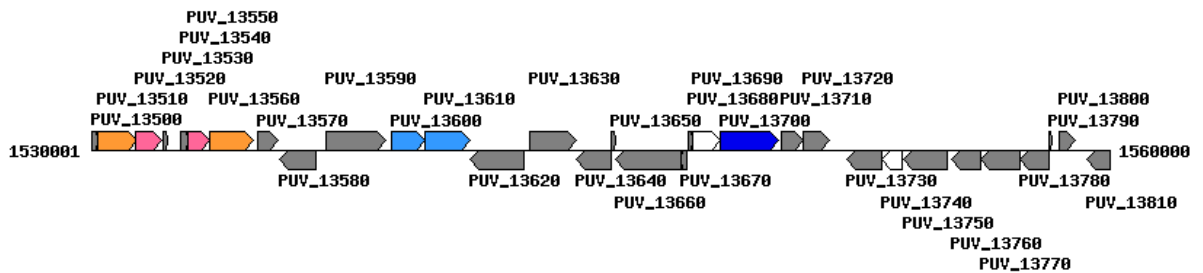 PUV_13550
PUV_13540
PUV_13530
PUV_13520 PUV_13590 PUV_13630 PUV_13690 PUV_13720
PUV_13510 PUV_13560 PUV_13610 PUV_13680 PUV_13710 PUV_13800
PUV_13500 PUV_13570 PUV_13600 PUV_13650 PUV_13700 PUV_13790
1530001 1560000
PUV_13580 PUV_13620 PUV_13640 PUV_13670 PUV_13730 PUV_13780
PUV_13660 PUV_13740 PUV_13810
PUV_13750
PUV_13760
PUV_13770